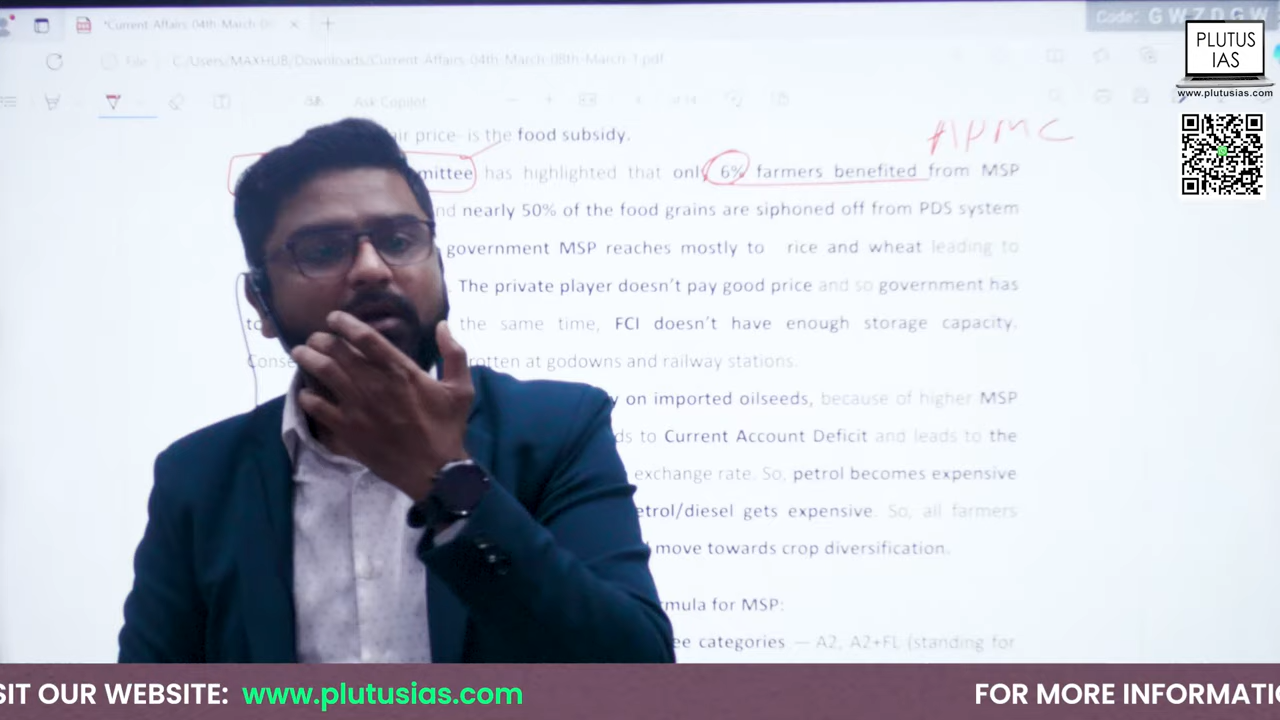 Code: G W Z D G W
*Current-Affairs-04th-March-0
PLUTUS
IAS
www.plutusias.com
File C:/Users/MAXHUB/Downloads/Current-Affairs-04th-March-08th-March-1.pdf
Ask Copilot
APMC
air price- is the food subsidy.
mittee has highlighted that only 6% farmers benefited from MSP
nd nearly 50% of the food grains are siphoned off from PDS system
government MSP reaches mostly to rice and wheat leading to
. The private player doesn't pay good price and so government has
to the same time, FCI doesn't have enough storage capacity.
Conse rotten at godowns and railway stations.
y on imported oilseeds, because of higher MSP
ds to Current Account Deficit and leads to the
exchange rate. So, petrol becomes expensive
etrol/diesel gets expensive. So, all farmers
move towards crop diversification.
rmula for MSP:
ee categories — A2, A2+FL (standing for
SIT OUR WEBSITE: www.plutusias.com FOR MORE INFORMATIO